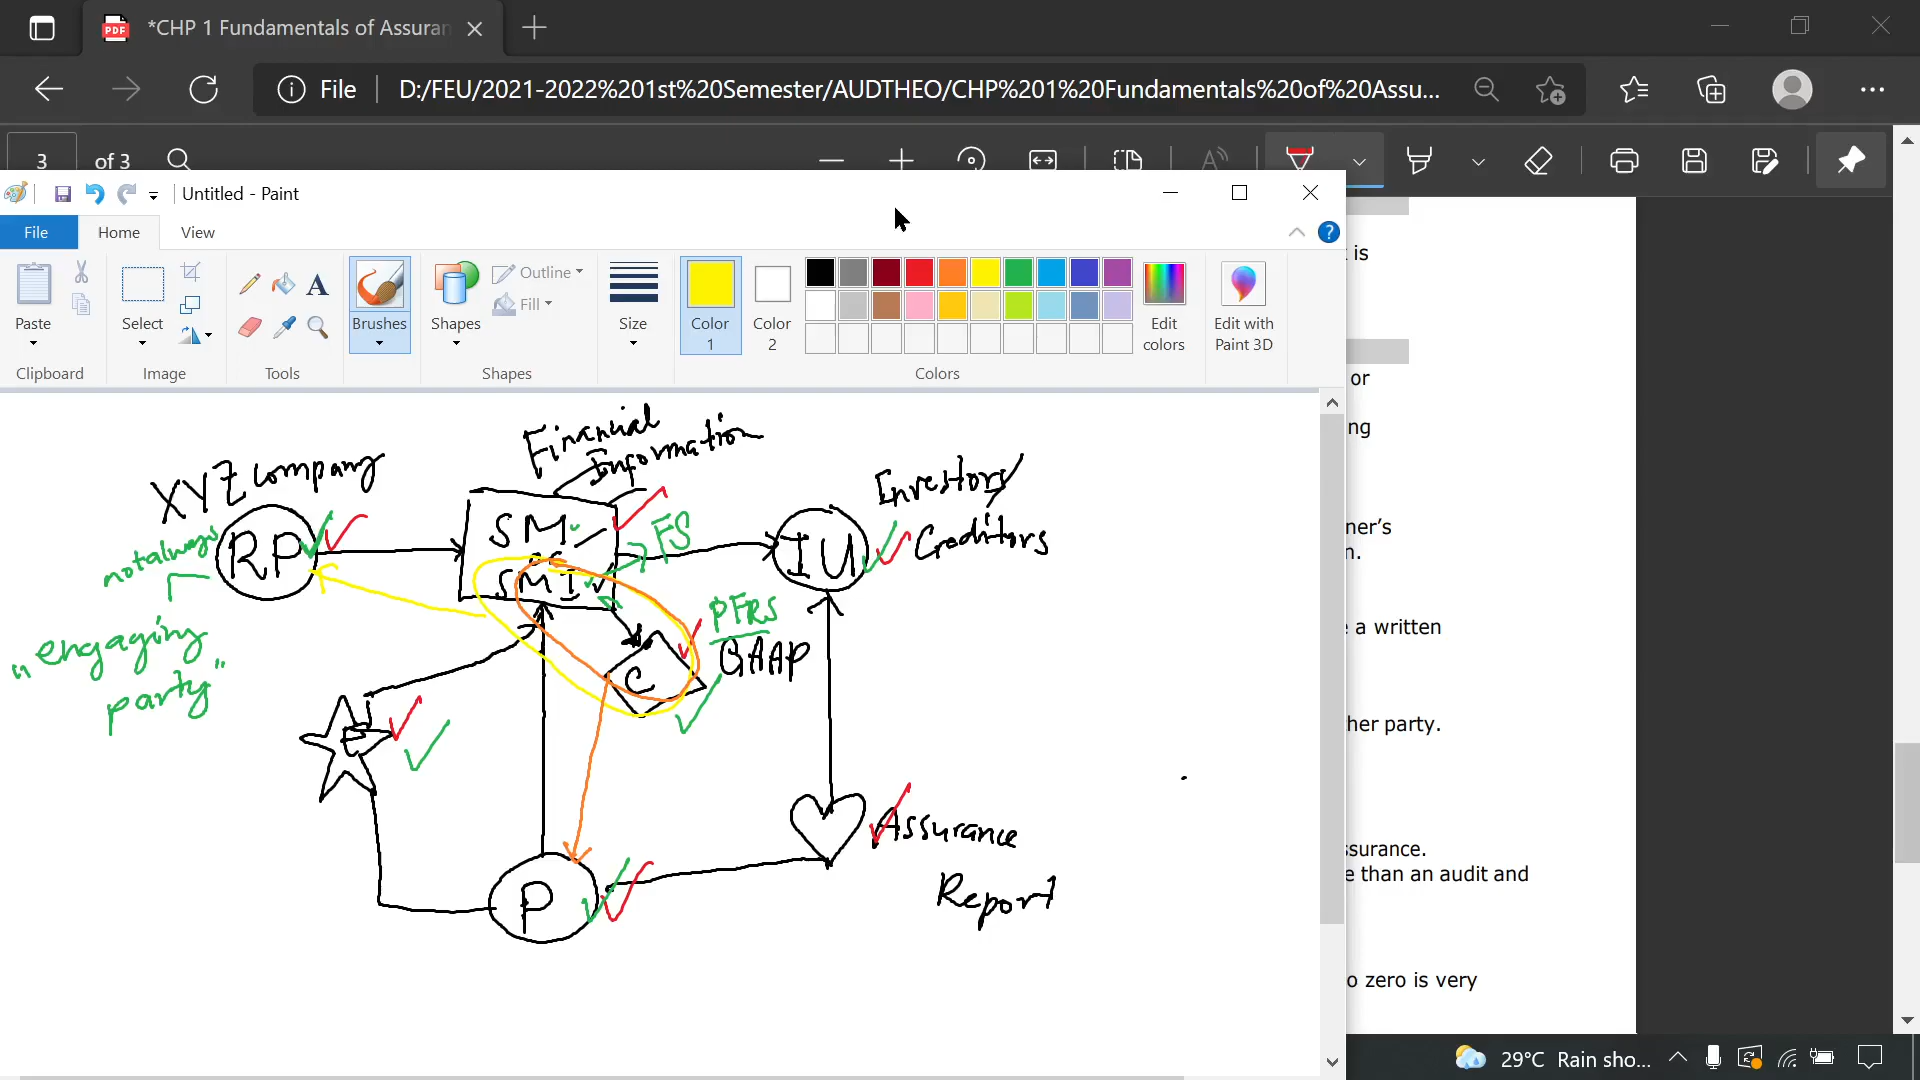 *CHP 1 Fundamentals of Assuran
File D:/FEU/2021-2022%201st%20Semester/AUDTHEO/CHP%201%20Fundamentals%20of%20Assu...
3 of 3
Untitled - Paint
File Home View
Paste Select Brushes Shapes Outline Fill Size Color 1 Color 2 Edit colors Edit with Paint 3D
Clipboard Image Tools Shapes Colors
Financial
Information
XYZ company
Investors/
Creditors
RP
SM
SMI
FS
IU
not always
"engaging
party"
PFRS
GAAP
C
E
P
Assurance
Report
is
or
ng
ner's
n.
a written
her party.
ssurance.
e than an audit and
o zero is very
29°C Rain sho...